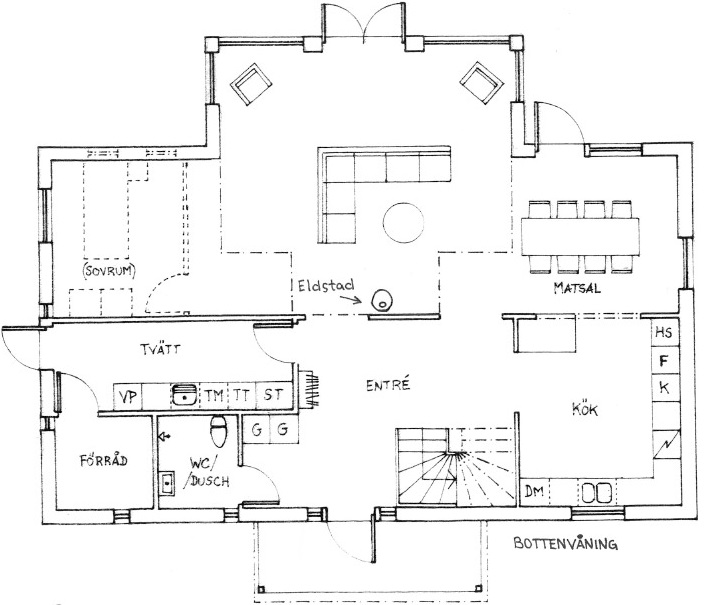 (SOVRUM)
Eldstad
MATSAL
TVÄTT
VP
TM
TT
ST
ENTRÉ
HS
F
K
KÖK
G G
FÖRRÅD
WC/
/DUSCH
DM
BOTTENVÅNING